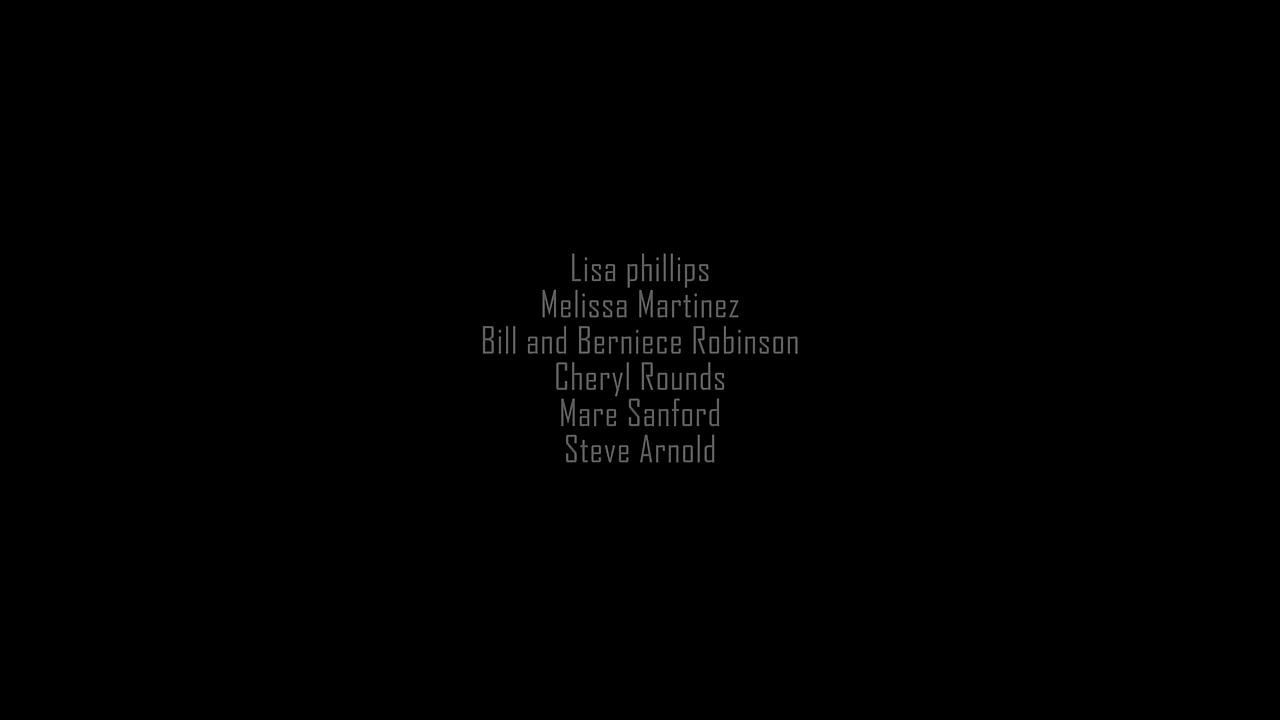 Lisa phillips
Melissa Martinez
Bill and Berniece Robinson
Cheryl Rounds
Mare Sanford
Steve Arnold